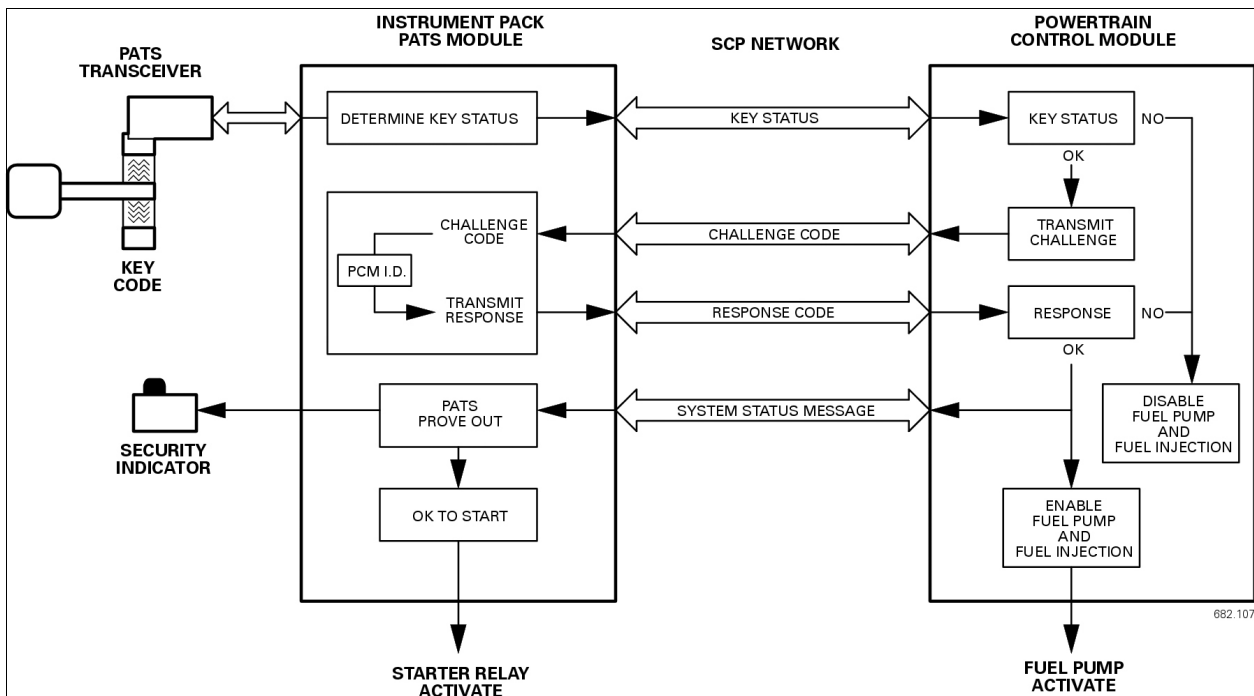 INSTRUMENT PACK
PATS MODULE
SCP NETWORK
POWERTRAIN
CONTROL MODULE
PATS
TRANSCEIVER
DETERMINE KEY STATUS
KEY STATUS
KEY STATUS
NO
OK
CHALLENGE
CODE
CHALLENGE CODE
TRANSMIT
CHALLENGE
PCM I.D.
KEY
CODE
TRANSMIT
RESPONSE
RESPONSE CODE
RESPONSE
NO
OK
PATS
PROVE OUT
SYSTEM STATUS MESSAGE
DISABLE
FUEL PUMP
AND
FUEL INJECTION
SECURITY
INDICATOR
OK TO START
ENABLE
FUEL PUMP
AND
FUEL INJECTION
682.107
STARTER RELAY
ACTIVATE
FUEL PUMP
ACTIVATE